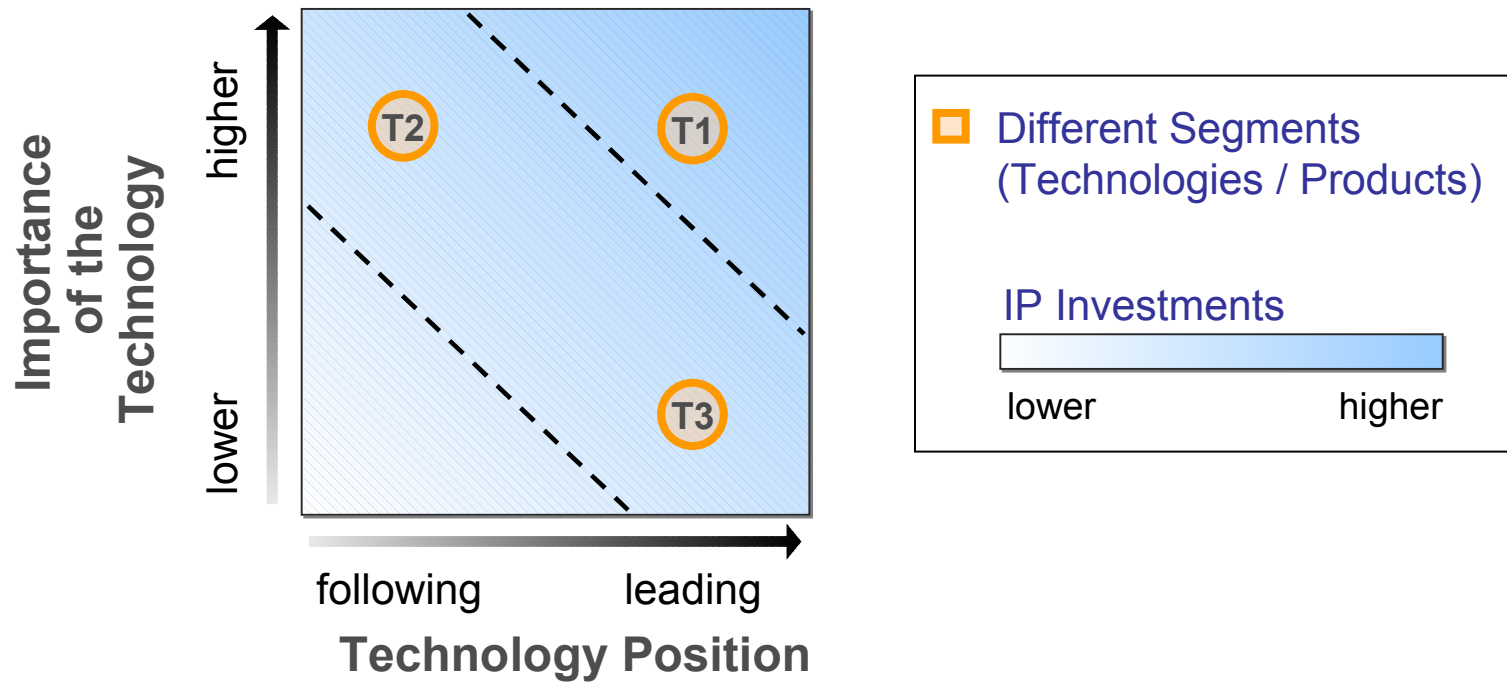 Importance
of the
Technology
higher
lower
T2
T1
T3
following
leading
Technology Position
Different Segments
(Technologies / Products)
IP Investments
lower
higher